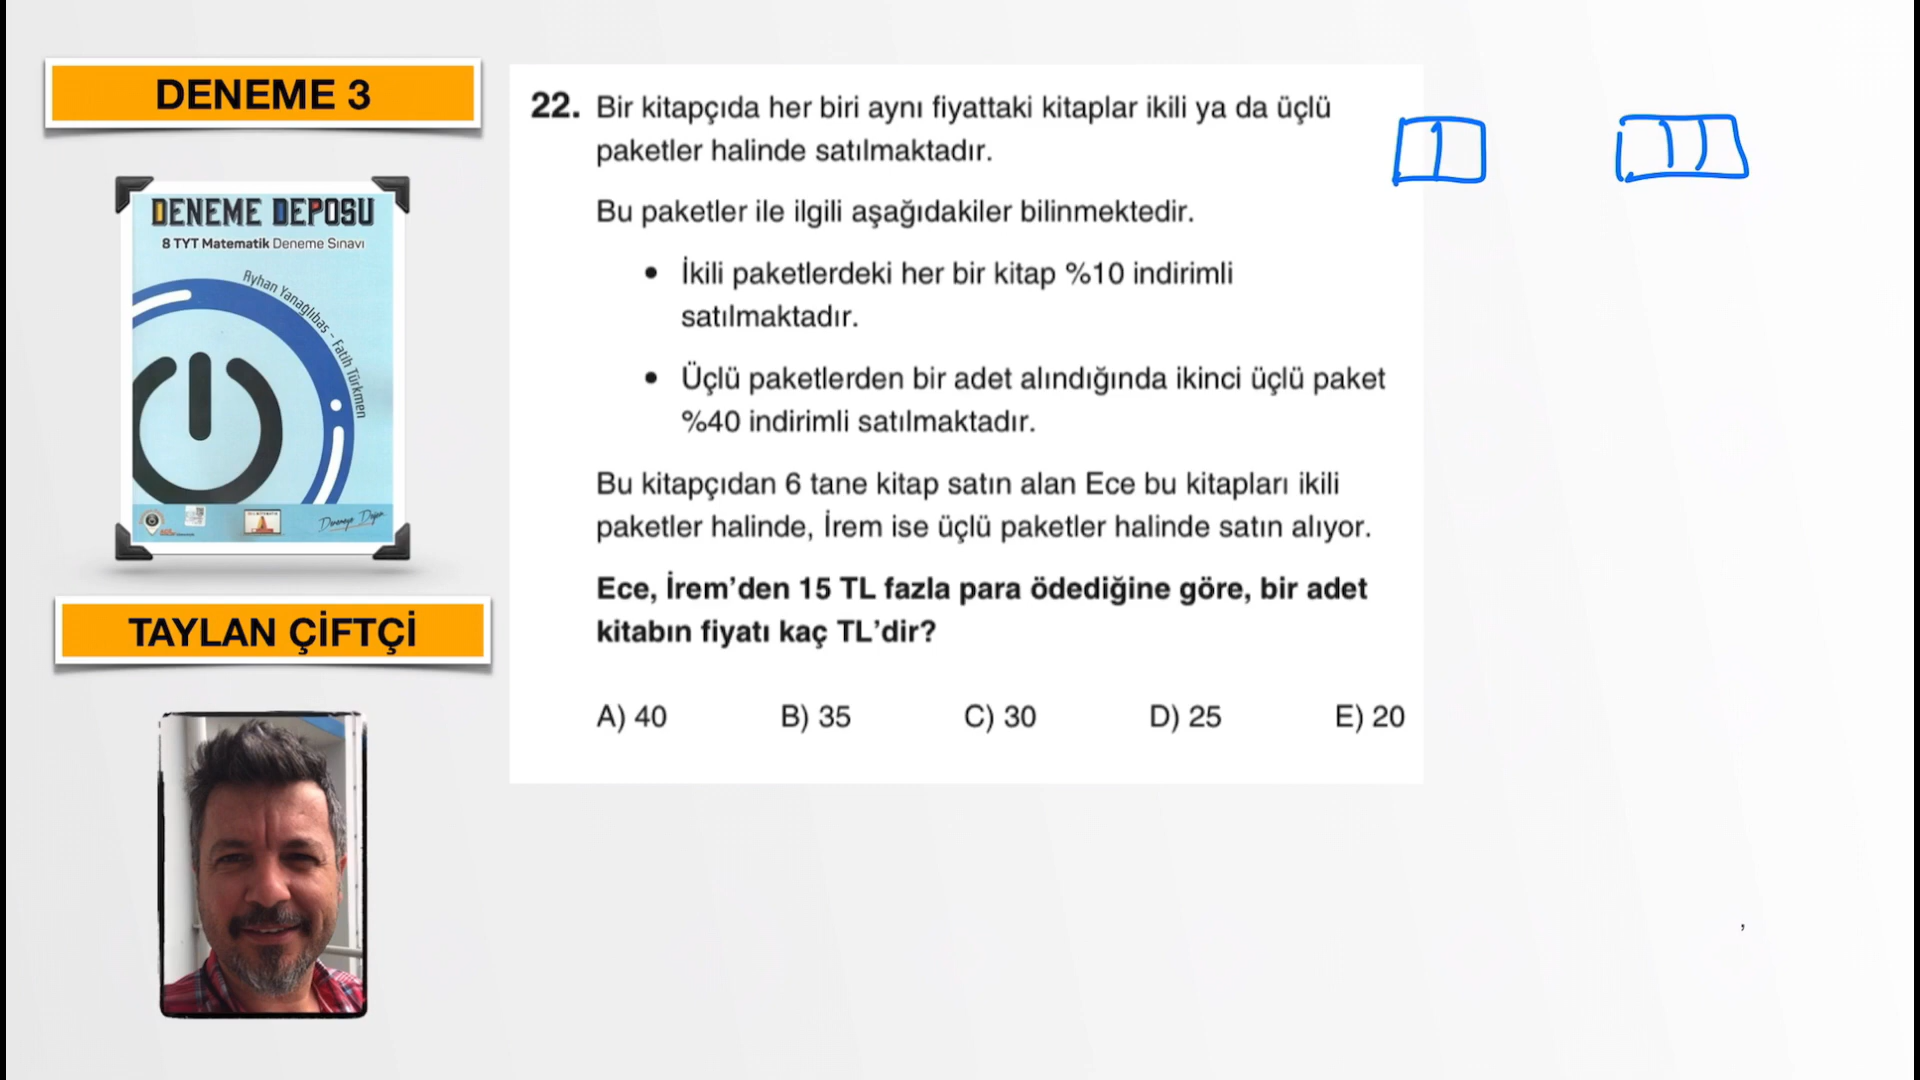 DENEME 3
DENEME DEPOSU
8 TYT Matematik Deneme Sınavı
Ayhan Yanağlıbaş - Fatih Türkmen
TAYLAN ÇİFTÇİ
22. Bir kitapçıda her biri aynı fiyattaki kitaplar ikili ya da üçlü
paketler halinde satılmaktadır.
Bu paketler ile ilgili aşağıdakiler bilinmektedir.
• İkili paketlerdeki her bir kitap %10 indirimli
satılmaktadır.
• Üçlü paketlerden bir adet alındığında ikinci üçlü paket
%40 indirimli satılmaktadır.
Bu kitapçıdan 6 tane kitap satın alan Ece bu kitapları ikili
paketler halinde, İrem ise üçlü paketler halinde satın alıyor.
Ece, İrem’den 15 TL fazla para ödediğine göre, bir adet
kitabın fiyatı kaç TL’dir?
A) 40 B) 35 C) 30 D) 25 E) 20
,